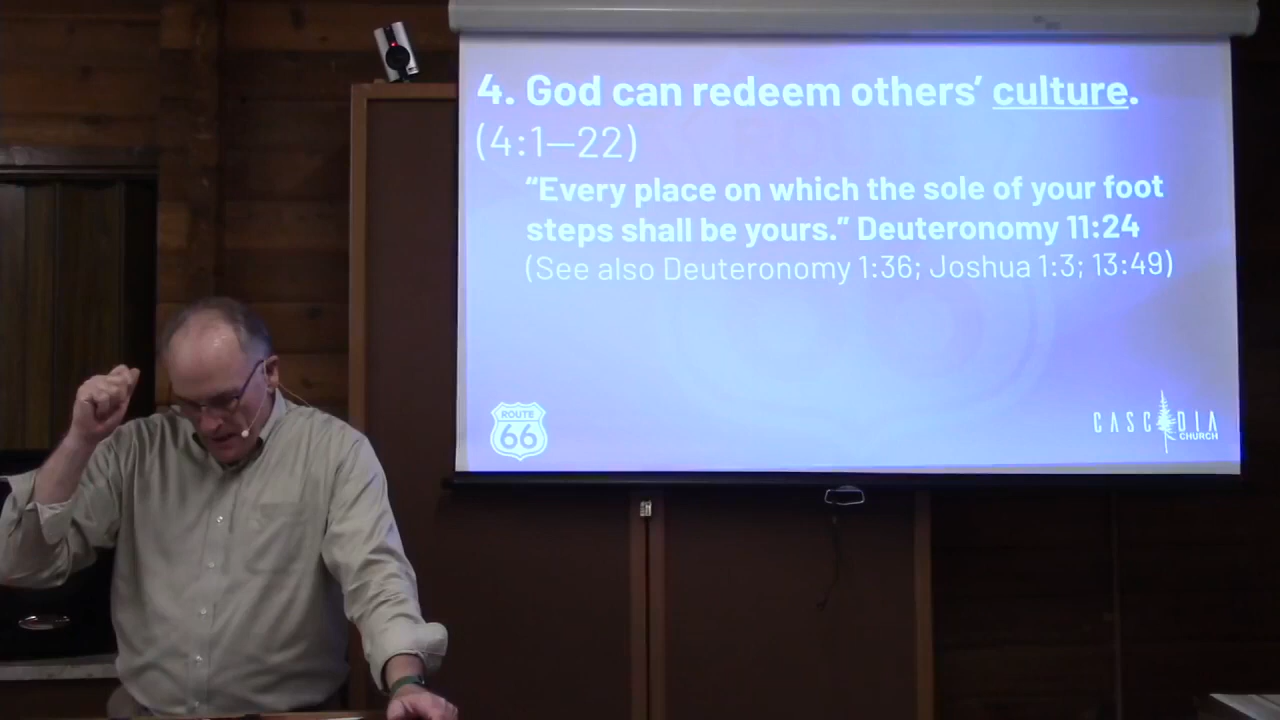 4. God can redeem others’ culture.
(4:1—22)
“Every place on which the sole of your foot
steps shall be yours.” Deuteronomy 11:24
(See also Deuteronomy 1:36; Joshua 1:3; 13:49)
ROUTE
66
CASCADIA
CHURCH